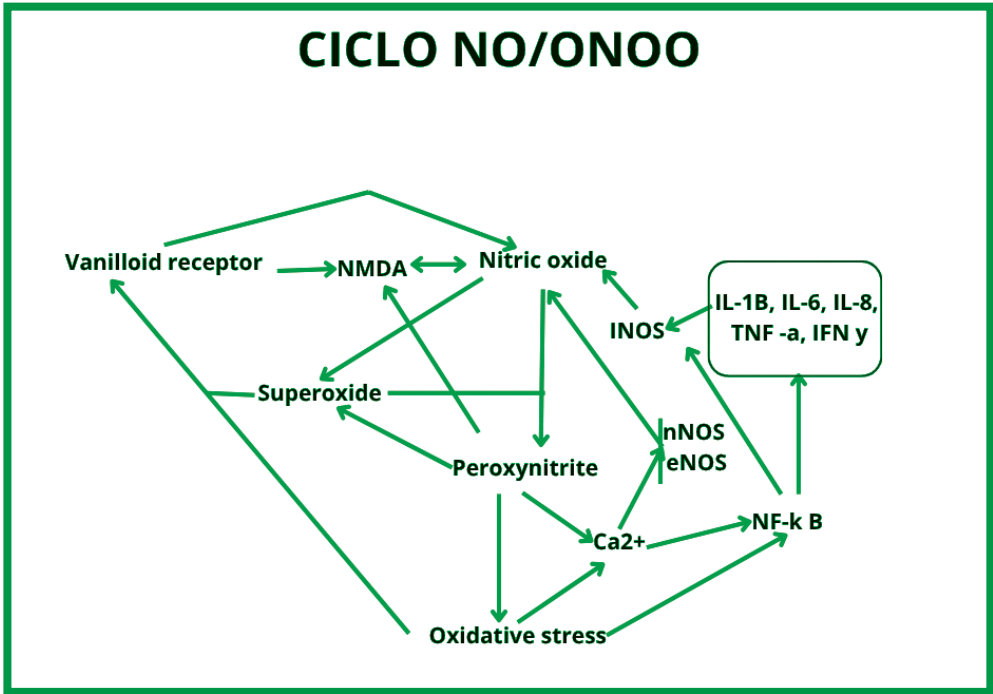 CICLO NO/ONOO
Vanilloid receptor
NMDA
Nitric oxide
IL-1B, IL-6, IL-8,
TNF -a, IFN y
INOS
Superoxide
nNOS
eNOS
Peroxynitrite
Ca2+
NF-k B
Oxidative stress